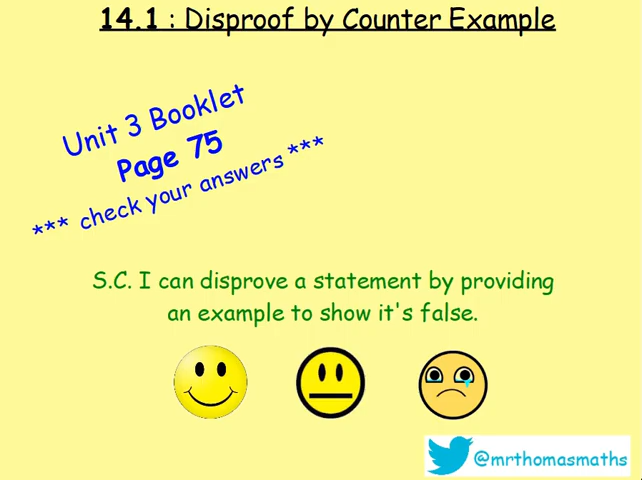 14.1 : Disproof by Counter Example
Unit 3 Booklet
Page 75
*** check your answers ***
S.C. I can disprove a statement by providing
an example to show it's false.
@mrthomasmaths